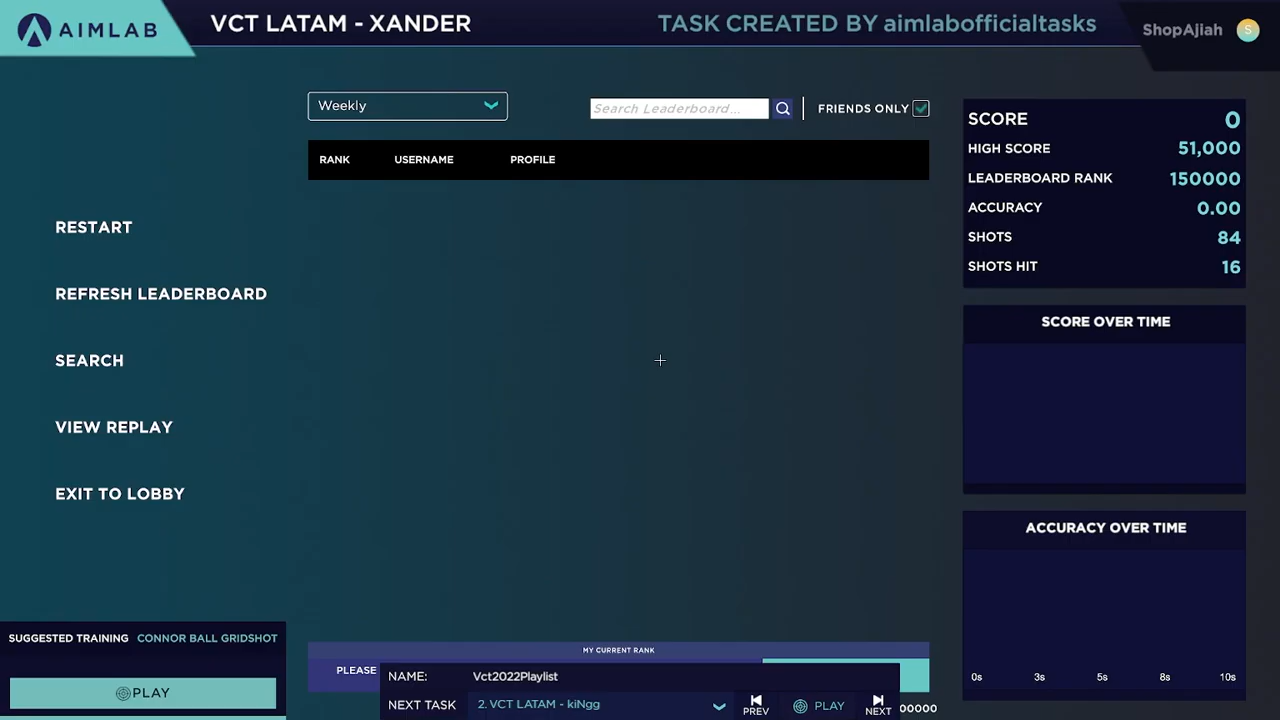 AIMLAB
VCT LATAM - XANDER
TASK CREATED BY aimlabofficialtasks
ShopAjiah
S
Weekly
Search Leaderboard...
FRIENDS ONLY
RANK USERNAME PROFILE
RESTART
REFRESH LEADERBOARD
SEARCH
VIEW REPLAY
EXIT TO LOBBY
SCORE 0
HIGH SCORE 51,000
LEADERBOARD RANK 150000
ACCURACY 0.00
SHOTS 84
SHOTS HIT 16
SCORE OVER TIME
ACCURACY OVER TIME
0s 3s 5s 8s 10s
SUGGESTED TRAINING CONNOR BALL GRIDSHOT
PLAY
MY CURRENT RANK
PLEASE
NAME: Vct2022Playlist
NEXT TASK 2. VCT LATAM - kiNgg
PREV PLAY NEXT
00000